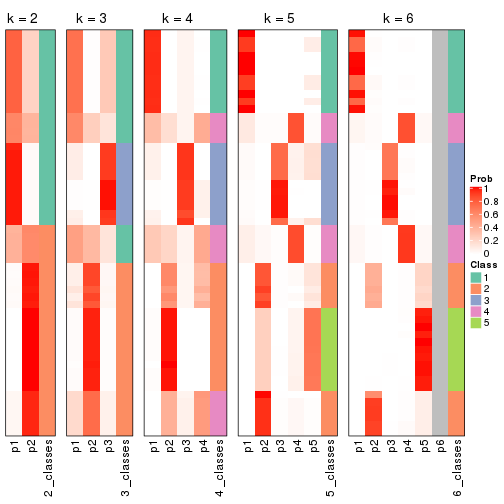 k = 2
k = 3
k = 4
k = 5
k = 6
Prob
1
0.8
0.6
0.4
0.2
0
Class
1
2
3
4
5
p1
p2
2_classes
p1
p2
p3
3_classes
p1
p2
p3
p4
4_classes
p1
p2
p3
p4
p5
5_classes
p1
p2
p3
p4
p5
p6
6_classes